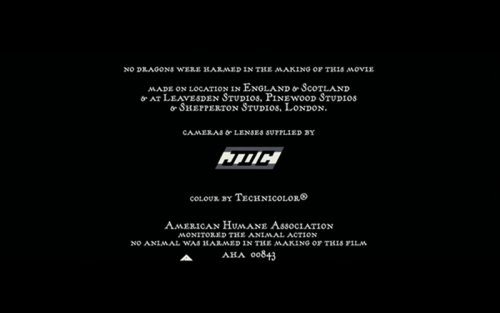 NO DRAGONS WERE HARMED IN THE MAKING OF THIS MOVIE
MADE ON LOCATION IN ENGLAND & SCOTLAND
& AT LEAVESDEN STUDIOS, PINEWOOD STUDIOS
& SHEPPERTON STUDIOS, LONDON.
CAMERAS & LENSES SUPPLIED BY
JDC
COLOUR BY TECHNICOLOR®
AMERICAN HUMANE ASSOCIATION
MONITORED THE ANIMAL ACTION
NO ANIMAL WAS HARMED IN THE MAKING OF THIS FILM
AHA 00843